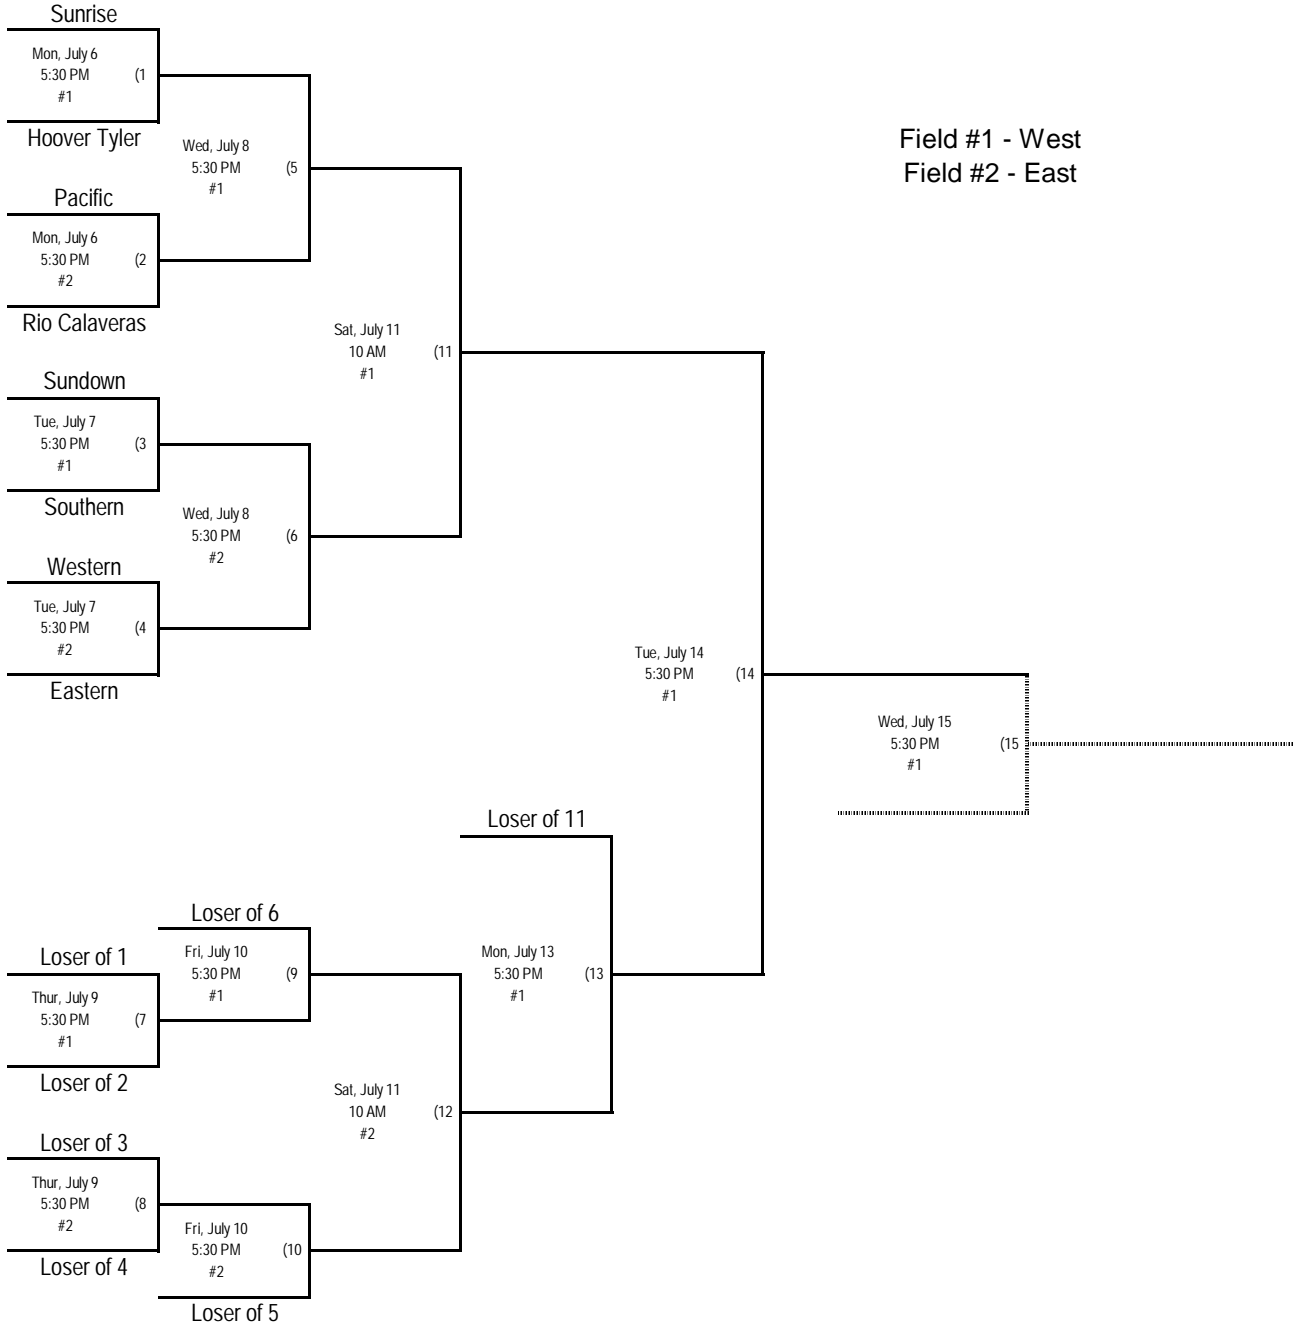 Sunrise
Mon, July 6
5:30 PM (1
#1
Hoover Tyler
Wed, July 8
5:30 PM (5
#1
Field #1 - West
Field #2 - East
Pacific
Mon, July 6
5:30 PM (2
#2
Rio Calaveras
Sat, July 11
10 AM (11
#1
Sundown
Tue, July 7
5:30 PM (3
#1
Southern
Wed, July 8
5:30 PM (6
#2
Western
Tue, July 7
5:30 PM (4
#2
Eastern
Tue, July 14
5:30 PM (14
#1
Wed, July 15
5:30 PM (15
#1
Loser of 11
Loser of 6
Fri, July 10
5:30 PM (9
#1
Mon, July 13
5:30 PM (13
#1
Loser of 1
Thur, July 9
5:30 PM (7
#1
Loser of 2
Sat, July 11
10 AM (12
#2
Loser of 3
Thur, July 9
5:30 PM (8
#2
Loser of 4
Fri, July 10
5:30 PM (10
#2
Loser of 5